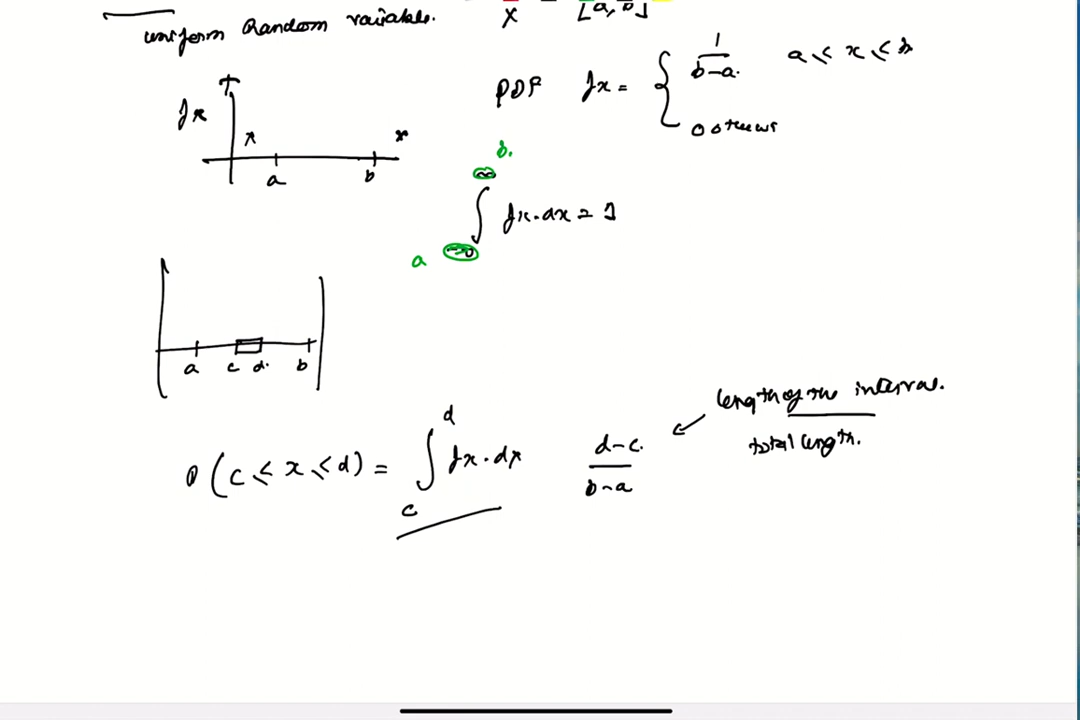 uniform Random variable. X [a, b]
PDF fx = { 1/b-a. a ≤ x ≤ b
0 otherwise
fx
x
a b
b.
∞
∫ fx.dx = 1
a -∞
a c d. b
length of the interval.
total length.
P(c ≤ x ≤ d) = ∫ fx.dx d-c. / b-a
d
c